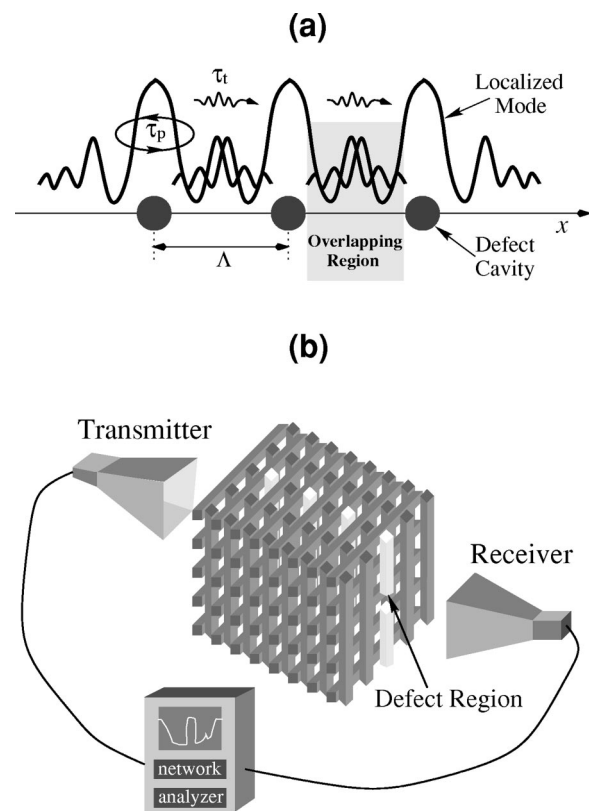 (a)
τt
Localized
Mode
τp
x
Overlapping
Region
Λ
Defect
Cavity
(b)
Transmitter
Receiver
Defect Region
network
analyzer